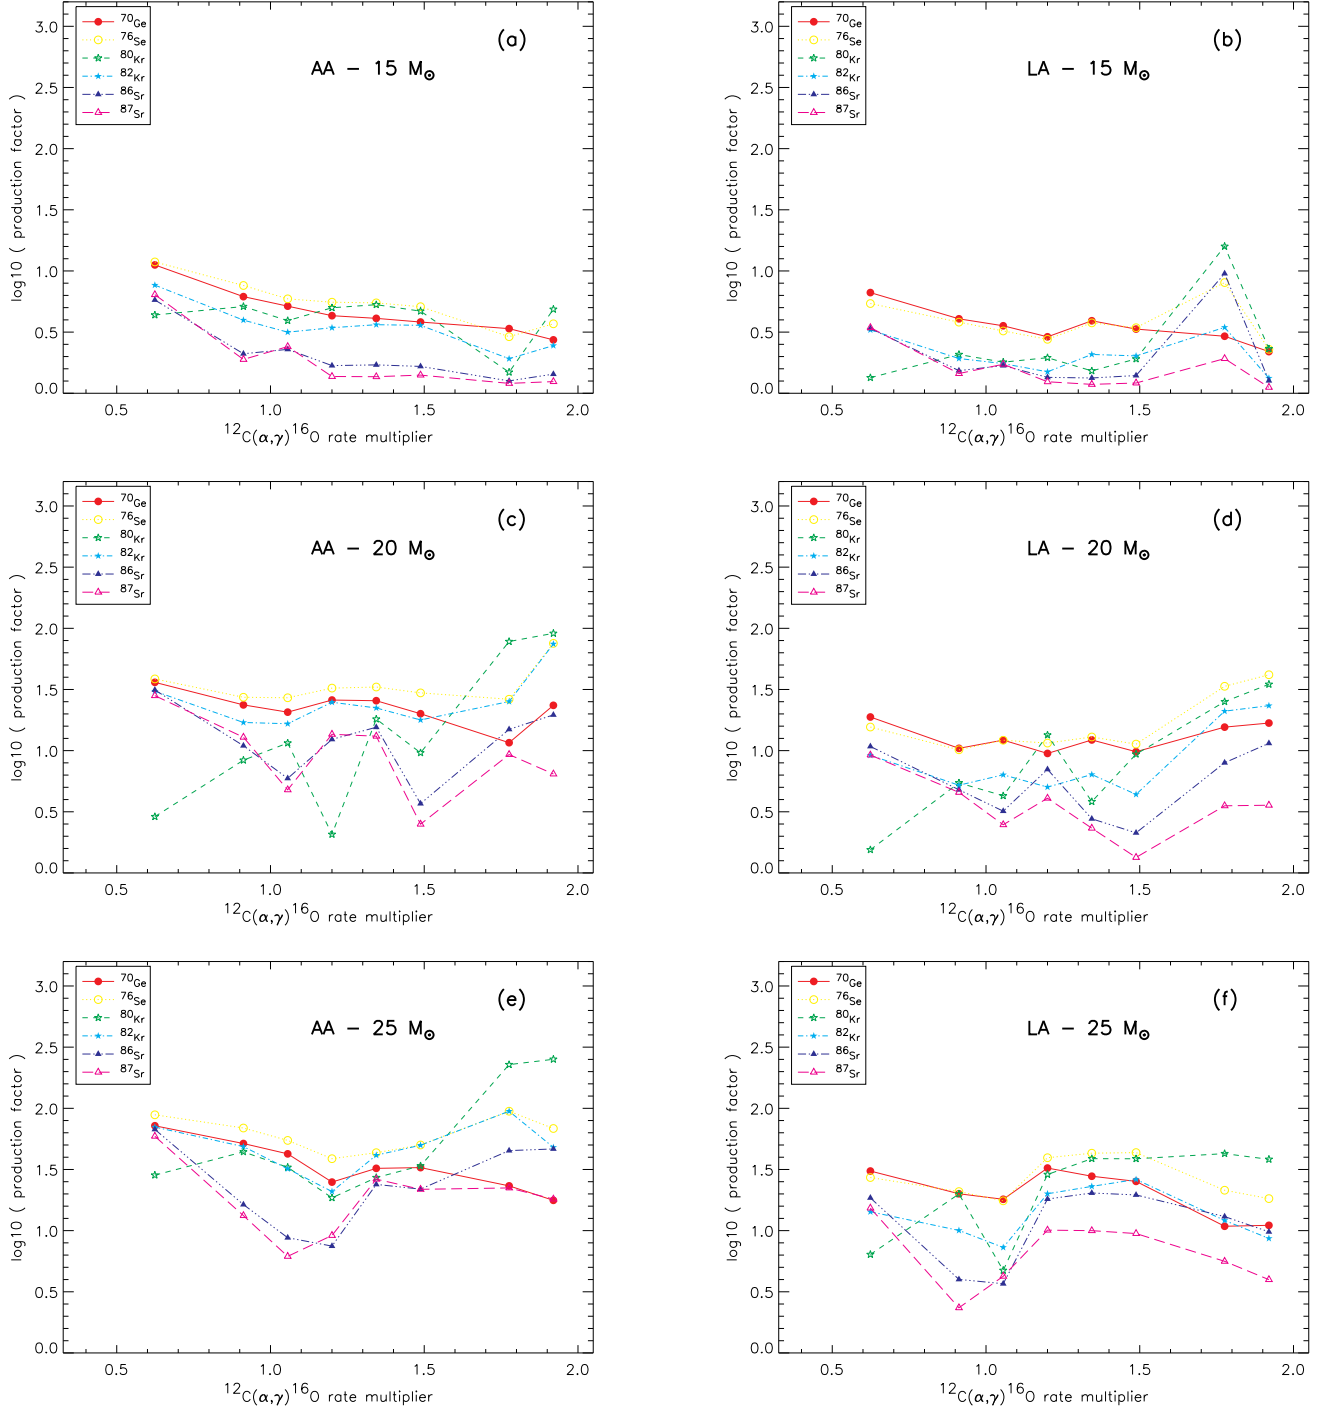 ⁷⁰Ge
⁷⁶Se
⁸⁰Kr
⁸²Kr
⁸⁶Sr
⁸⁷Sr
(a)
AA – 15 M⊙
3.0
2.5
2.0
1.5
1.0
0.5
0.0
log10 ( production factor )
0.5 1.0 1.5 2.0
¹²C(α,γ)¹⁶O rate multiplier
⁷⁰Ge
⁷⁶Se
⁸⁰Kr
⁸²Kr
⁸⁶Sr
⁸⁷Sr
(b)
LA – 15 M⊙
3.0
2.5
2.0
1.5
1.0
0.5
0.0
log10 ( production factor )
0.5 1.0 1.5 2.0
¹²C(α,γ)¹⁶O rate multiplier
⁷⁰Ge
⁷⁶Se
⁸⁰Kr
⁸²Kr
⁸⁶Sr
⁸⁷Sr
(c)
AA – 20 M⊙
3.0
2.5
2.0
1.5
1.0
0.5
0.0
log10 ( production factor )
0.5 1.0 1.5 2.0
¹²C(α,γ)¹⁶O rate multiplier
⁷⁰Ge
⁷⁶Se
⁸⁰Kr
⁸²Kr
⁸⁶Sr
⁸⁷Sr
(d)
LA – 20 M⊙
3.0
2.5
2.0
1.5
1.0
0.5
0.0
log10 ( production factor )
0.5 1.0 1.5 2.0
¹²C(α,γ)¹⁶O rate multiplier
⁷⁰Ge
⁷⁶Se
⁸⁰Kr
⁸²Kr
⁸⁶Sr
⁸⁷Sr
(e)
AA – 25 M⊙
3.0
2.5
2.0
1.5
1.0
0.5
0.0
log10 ( production factor )
0.5 1.0 1.5 2.0
¹²C(α,γ)¹⁶O rate multiplier
⁷⁰Ge
⁷⁶Se
⁸⁰Kr
⁸²Kr
⁸⁶Sr
⁸⁷Sr
(f)
LA – 25 M⊙
3.0
2.5
2.0
1.5
1.0
0.5
0.0
log10 ( production factor )
0.5 1.0 1.5 2.0
¹²C(α,γ)¹⁶O rate multiplier